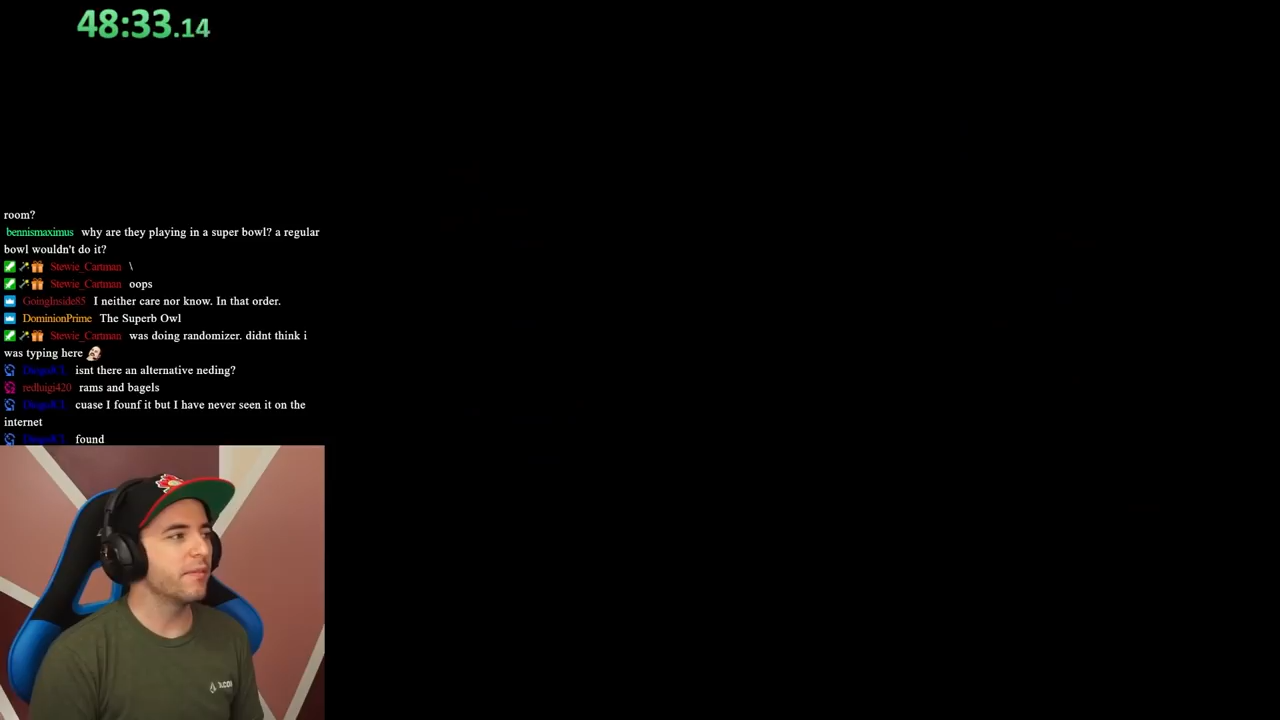 48:33.14
room?
bennismaximus why are they playing in a super bowl? a regular
bowl wouldn't do it?
Stewie_Cartman \
Stewie_Cartman oops
GoingInside85 I neither care nor know. In that order.
DominionPrime The Superb Owl
Stewie_Cartman was doing randomizer. didnt think i
was typing here
isnt there an alternative neding?
redluigi420 rams and bagels
cuase I founf it but I have never seen it on the
internet
found